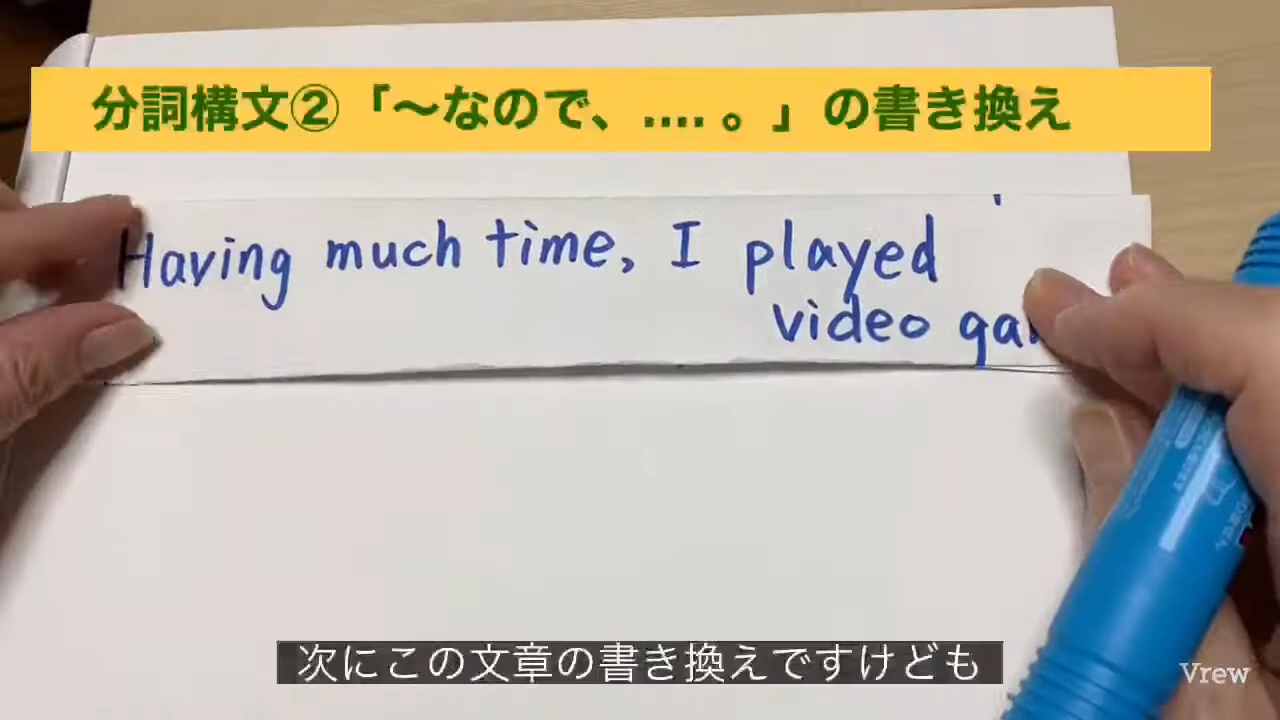 分詞構文②「～なので、.... 。」の書き換え
Having much time, I played
video
次にこの文章の書き換えですけども
Vrew